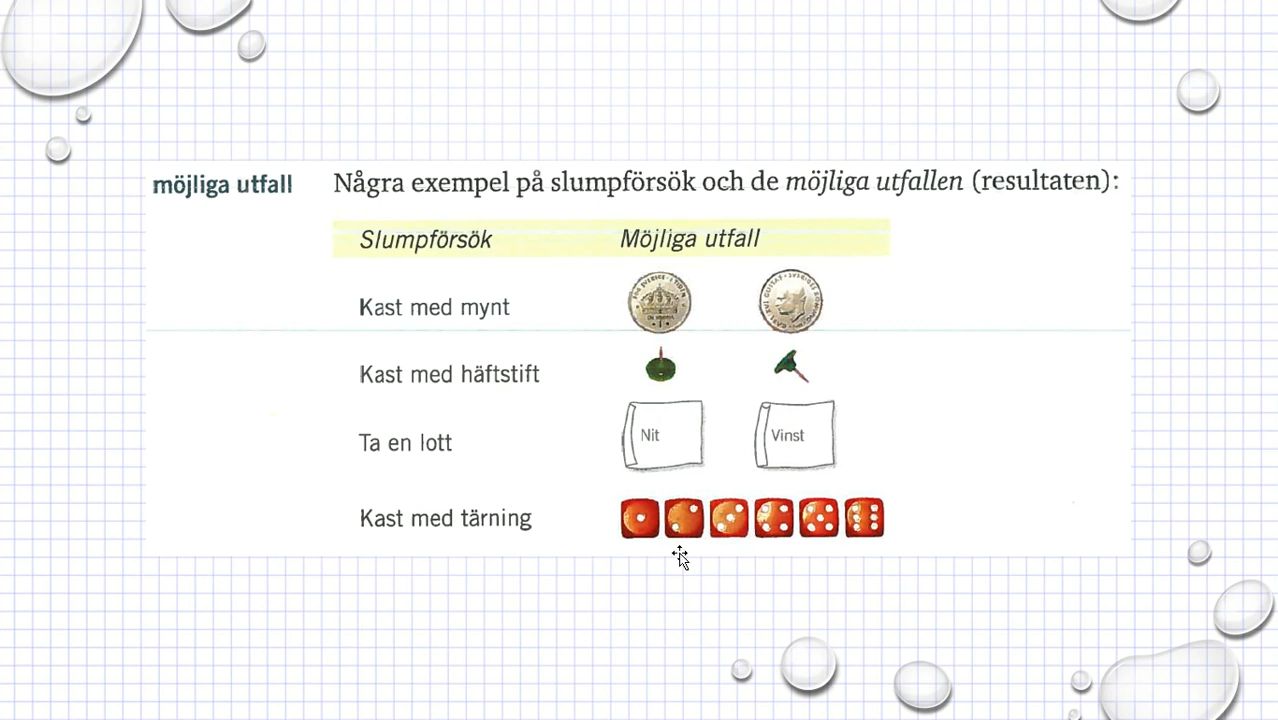 möjliga utfall
Några exempel på slumpförsök och de möjliga utfallen (resultaten):
Slumpförsök Möjliga utfall
Kast med mynt
Kast med häftstift
Ta en lott Nit Vinst
Kast med tärning